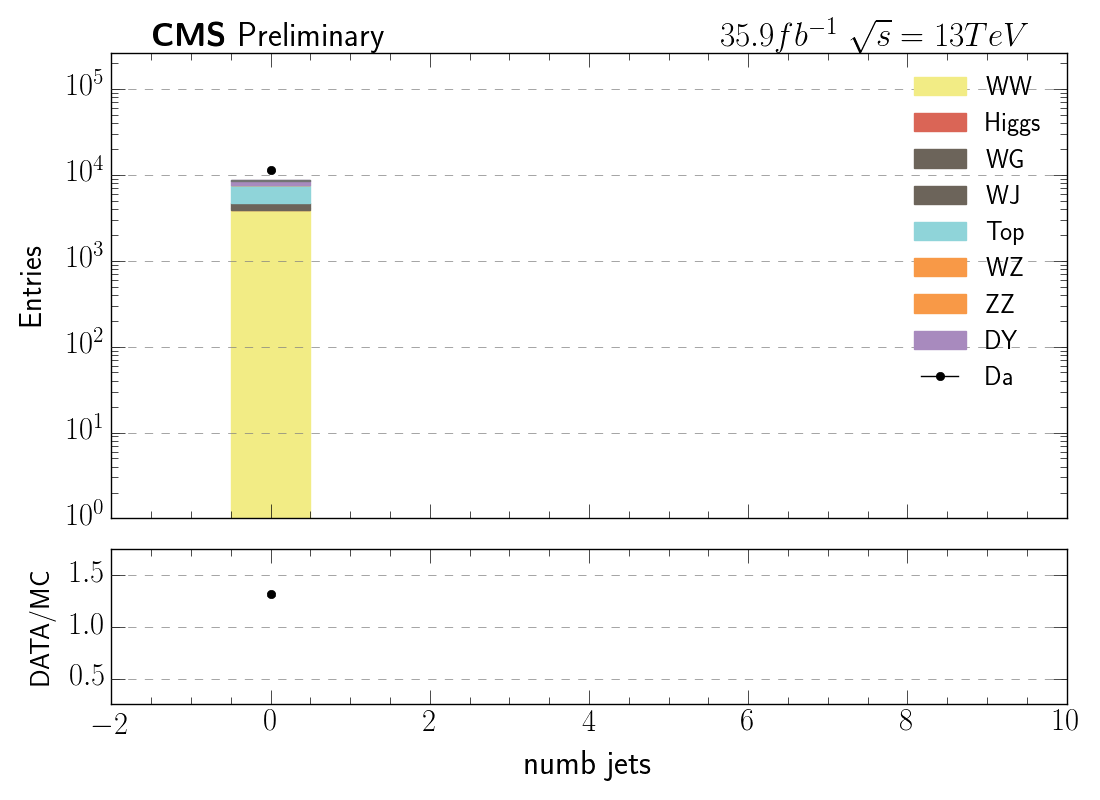 CMS Preliminary
35.9fb⁻¹ √s = 13TeV
Entries
10⁵
10⁴
10³
10²
10¹
10⁰
WW
Higgs
WG
WJ
Top
WZ
ZZ
DY
Da
DATA/MC
1.5
1.0
0.5
−2 0 2 4 6 8 10
numb jets